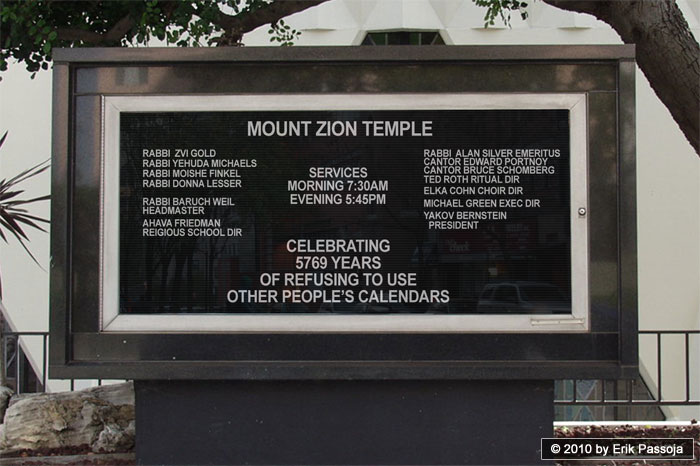 MOUNT ZION TEMPLE
RABBI ZVI GOLD
RABBI YEHUDA MICHAELS
RABBI MOISHE FINKEL
RABBI DONNA LESSER
RABBI BARUCH WEIL
HEADMASTER
AHAVA FRIEDMAN
REIGIOUS SCHOOL DIR
SERVICES
MORNING 7:30AM
EVENING 5:45PM
RABBI ALAN SILVER EMERITUS
CANTOR EDWARD PORTNOY
CANTOR BRUCE SCHOMBERG
TED ROTH RITUAL DIR
ELKA COHN CHOIR DIR
MICHAEL GREEN EXEC DIR
YAKOV BERNSTEIN
PRESIDENT
CELEBRATING
5769 YEARS
OF REFUSING TO USE
OTHER PEOPLE'S CALENDARS
© 2010 by Erik Passoja